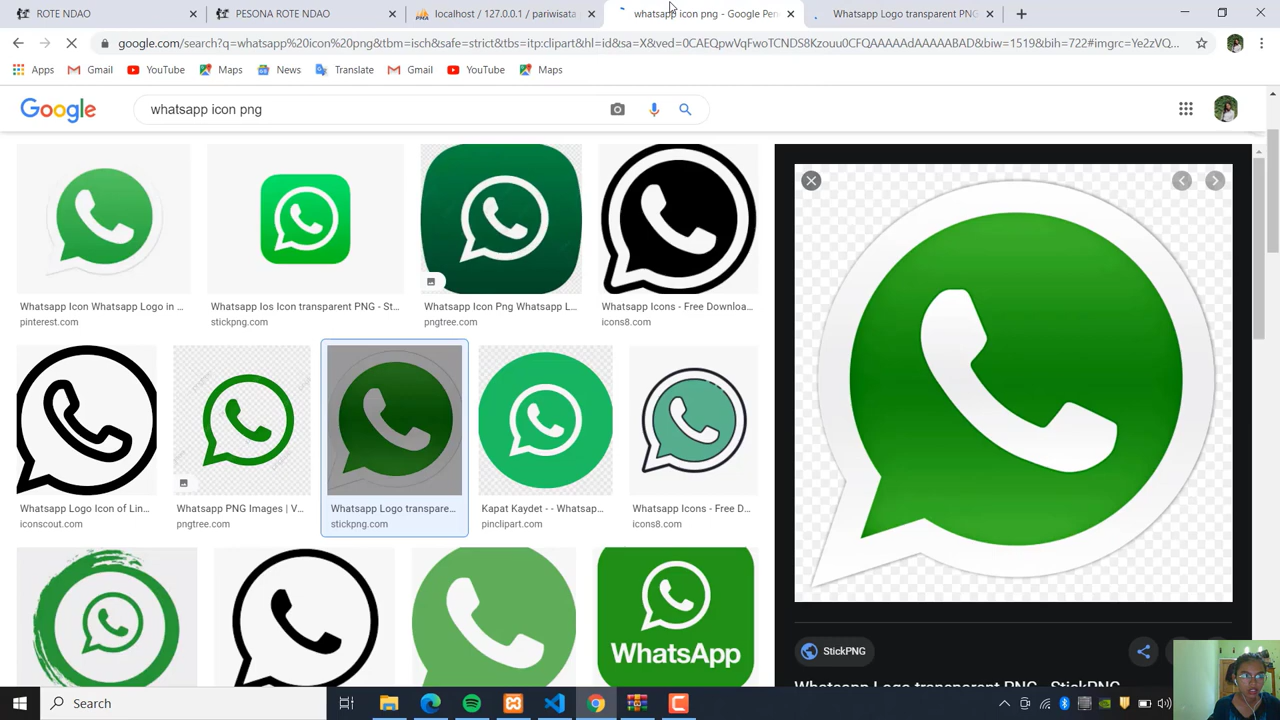 ROTE NDAO
PESONA ROTE NDAO
localhost / 127.0.0.1 / pariwisata
whatsapp icon png - Google Pen
Whatsapp Logo transparent PNG
google.com/search?q=whatsapp%20icon%20png&tbm=isch&safe=strict&tbs=itp:clipart&hl=id&sa=X&ved=0CAEQpwVqFwoTCNDS8Kzouu0CFQAAAAAdAAAAABAD&biw=1519&bih=722#imgrc=Ye2zVQ...
Apps
Gmail
YouTube
Maps
News
Translate
Gmail
YouTube
Maps
Google
whatsapp icon png
Whatsapp Icon Whatsapp Logo in ...
pinterest.com
Whatsapp Ios Icon transparent PNG - St...
stickpng.com
Whatsapp Icon Png Whatsapp L...
pngtree.com
Whatsapp Icons - Free Downloa...
icons8.com
Whatsapp Logo Icon of Lin...
iconscout.com
Whatsapp PNG Images | V...
pngtree.com
Whatsapp Logo transpare...
stickpng.com
Kapat Kaydet - - Whatsap...
pinclipart.com
Whatsapp Icons - Free D...
icons8.com
WhatsApp
StickPNG
Whatsapp Logo transparent PNG - StickPNG
Search